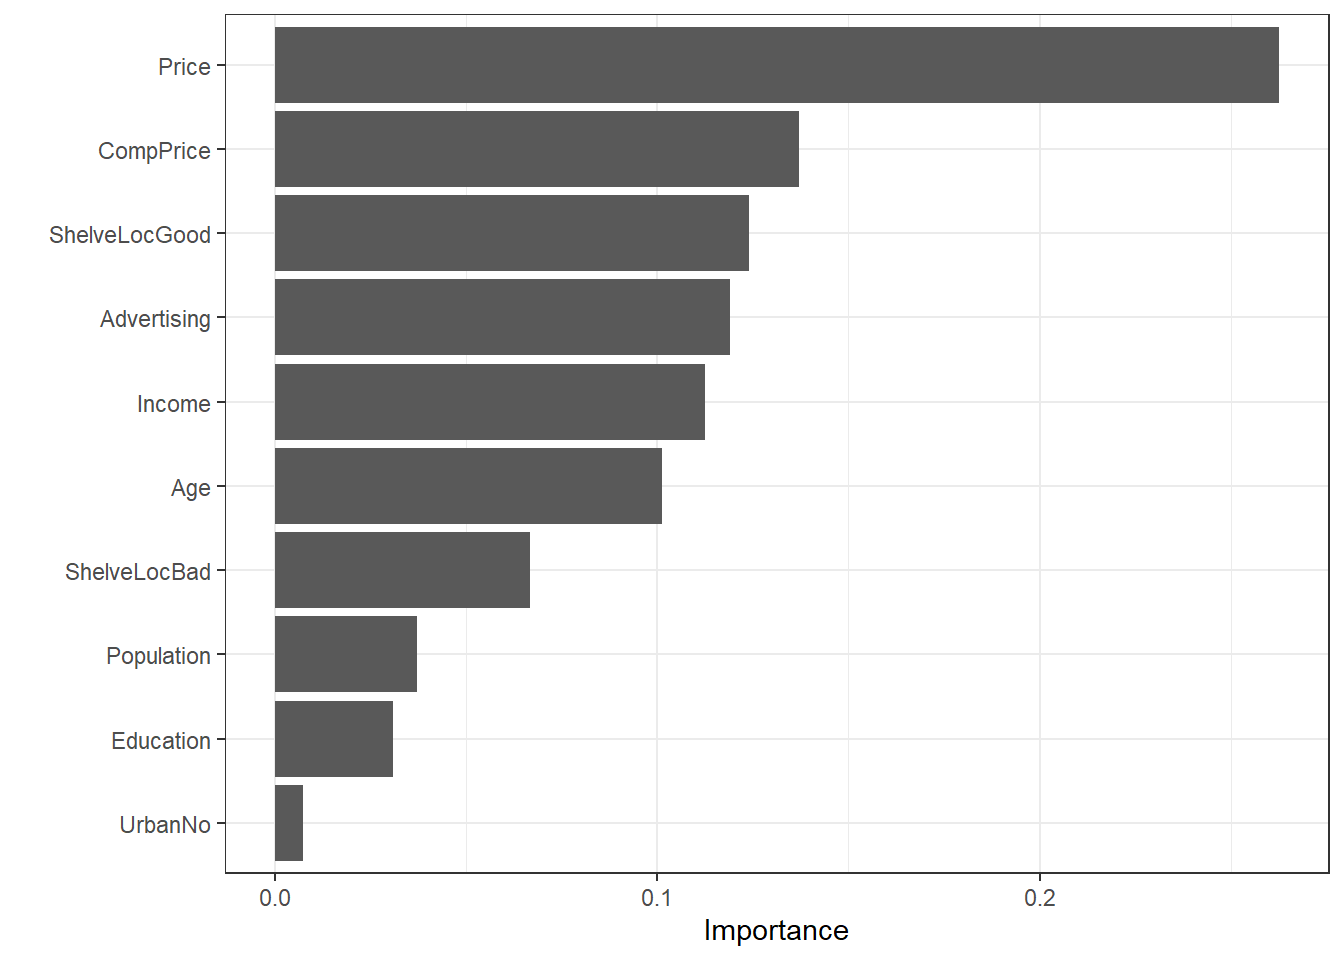 Price
CompPrice
ShelveLocGood
Advertising
Income
Age
ShelveLocBad
Population
Education
UrbanNo
0.0 0.1 0.2
Importance